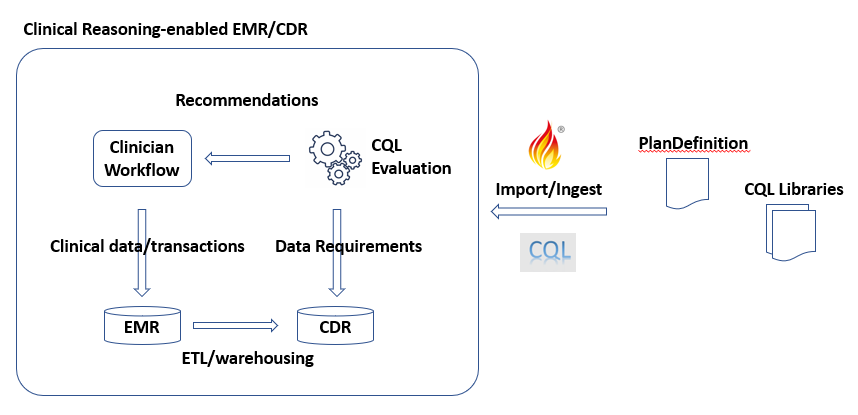 Clinical Reasoning-enabled EMR/CDR
Recommendations
Clinician
Workflow
CQL
Evaluation
Clinical data/transactions
Data Requirements
EMR
CDR
ETL/warehousing
®
Import/Ingest
CQL
PlanDefinition
CQL Libraries